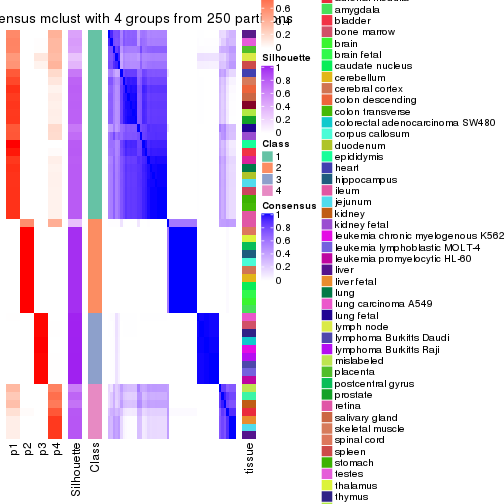 ensus mclust with 4 groups from 250 part
0.6
0.4
0.2
0
Silhouette
1
0.8
0.6
0.4
0.2
0
Class
1
2
3
4
Consensus
1
0.8
0.6
0.4
0.2
0
p1
p2
p3
p4
Silhouette
Class
tissue
amygdala
bladder
bone marrow
brain
brain fetal
caudate nucleus
cerebellum
cerebral cortex
colon descending
colon transverse
colorectal adenocarcinoma SW480
corpus callosum
duodenum
epididymis
heart
hippocampus
ileum
jejunum
kidney
kidney fetal
leukemia chronic myelogenous K562
leukemia lymphoblastic MOLT-4
leukemia promyelocytic HL-60
liver
liver fetal
lung
lung carcinoma A549
lung fetal
lymph node
lymphoma Burkitts Daudi
lymphoma Burkitts Raji
mislabeled
placenta
postcentral gyrus
prostate
retina
salivary gland
skeletal muscle
spinal cord
spleen
stomach
testes
thalamus
thymus